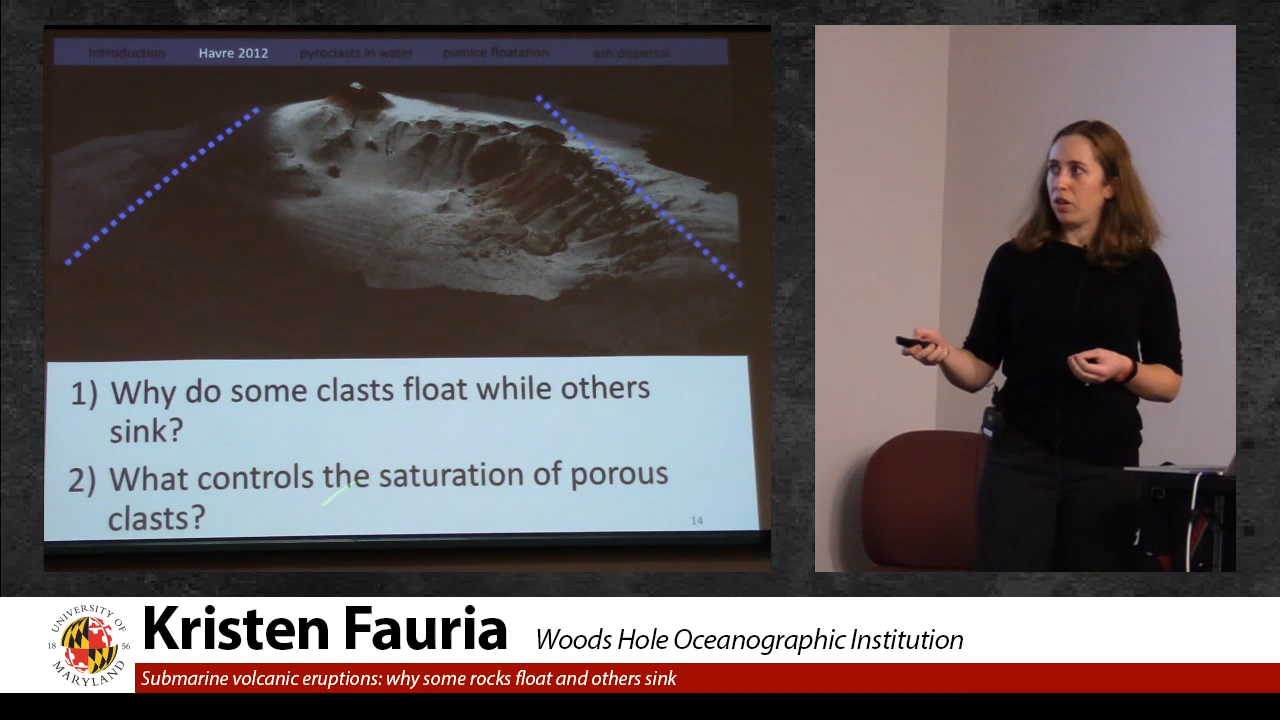 Introduction Havre 2012 pyroclasts in water pumice floatation ash dispersal
1) Why do some clasts float while others
sink?
2) What controls the saturation of porous
clasts?
14
UNIVERSITY OF
18 56
MARYLAND
Kristen Fauria Woods Hole Oceanographic Institution
Submarine volcanic eruptions: why some rocks float and others sink